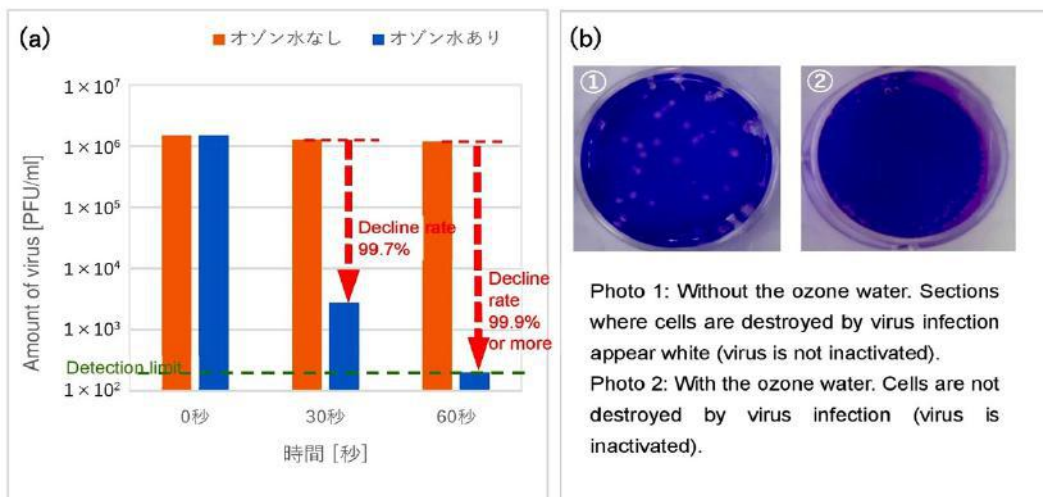 (a)
オゾン水なし オゾン水あり
Amount of virus [PFU/ml]
1×10⁷
1×10⁶
1×10⁵
1×10⁴
1×10³
1×10²
Decline rate
99.7%
Decline
rate
99.9%
or more
Detection limit
0秒 30秒 60秒
時間 [秒]
(b)
① ②
Photo 1: Without the ozone water. Sections
where cells are destroyed by virus infection
appear white (virus is not inactivated).
Photo 2: With the ozone water. Cells are not
destroyed by virus infection (virus is
inactivated).